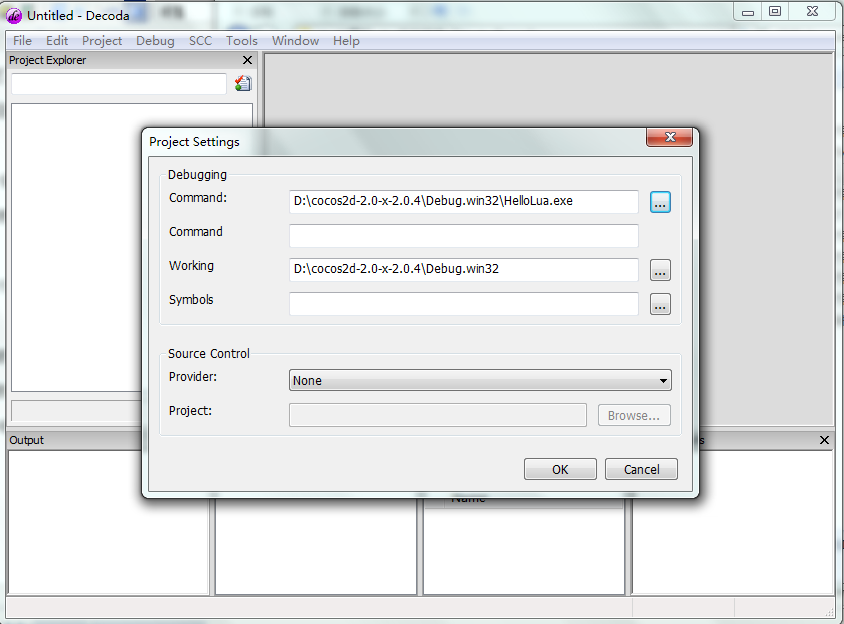 Untitled - Decoda
File Edit Project Debug SCC Tools Window Help
Project Explorer
Project Settings
Debugging
Command: D:\cocos2d-2.0-x-2.0.4\Debug.win32\HelloLua.exe ...
Command
Working D:\cocos2d-2.0-x-2.0.4\Debug.win32 ...
Symbols ...
Source Control
Provider: None
Project: Browse...
OK Cancel
Output
Name